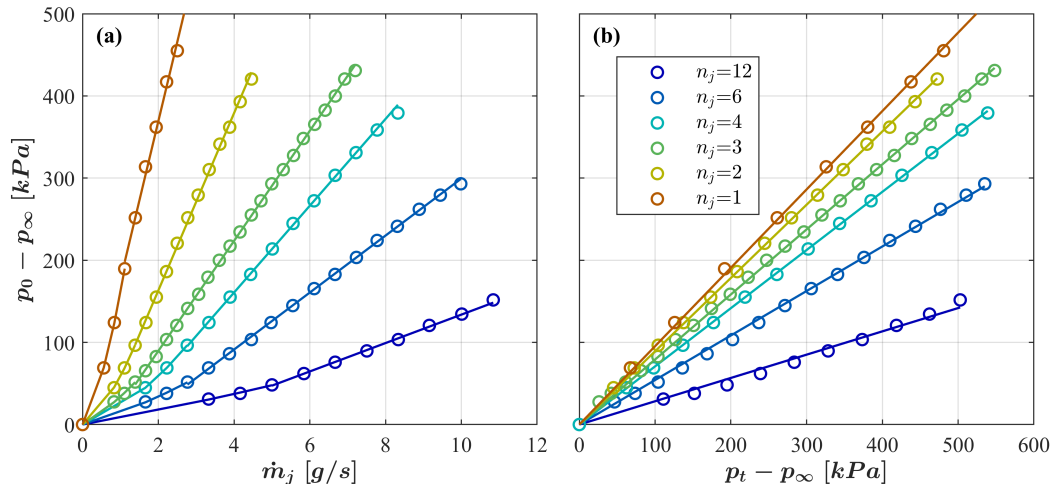 (a)
500
400
300
200
100
0
p₀ − p∞ [kPa]
0 2 4 6 8 10 12
ṁⱼ [g/s]
(b)
nⱼ=12
nⱼ=6
nⱼ=4
nⱼ=3
nⱼ=2
nⱼ=1
0 100 200 300 400 500 600
pₜ − p∞ [kPa]